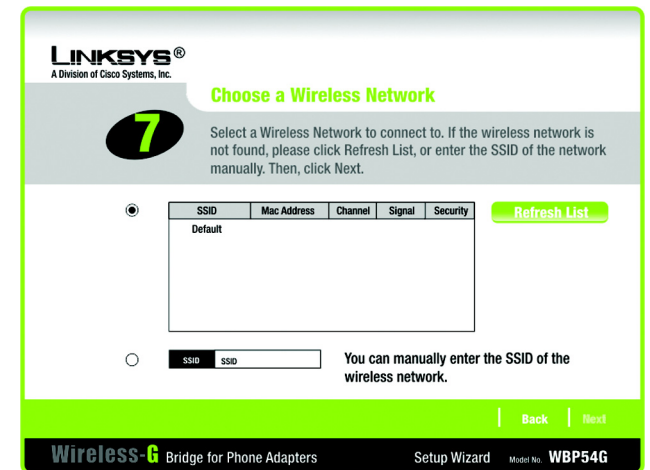 LINKSYS®
A Division of Cisco Systems, Inc.
Choose a Wireless Network
7
Select a Wireless Network to connect to. If the wireless network is
not found, please click Refresh List, or enter the SSID of the network
manually. Then, click Next.
SSID Mac Address Channel Signal Security
Refresh List
Default
SSID SSID
You can manually enter the SSID of the
wireless network.
Back Next
Wireless-G Bridge for Phone Adapters Setup Wizard Model No. WBP54G